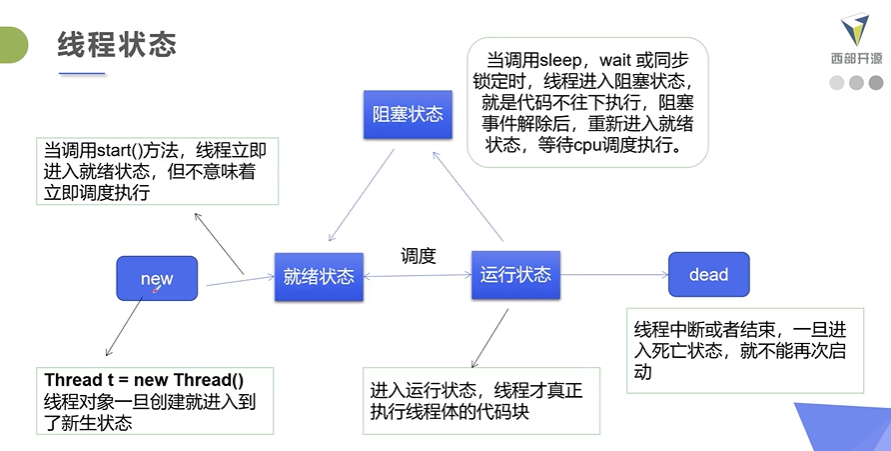 线程状态
西部开源
当调用sleep，wait 或同步
锁定时，线程进入阻塞状态，
就是代码不往下执行，阻塞
事件解除后，重新进入就绪
状态，等待cpu调度执行。
阻塞状态
当调用start()方法，线程立即
进入就绪状态，但不意味着
立即调度执行
new
就绪状态
调度
运行状态
dead
Thread t = new Thread()
线程对象一旦创建就进入到
了新生状态
进入运行状态，线程才真正
执行线程体的代码块
线程中断或者结束，一旦进
入死亡状态，就不能再次启
动